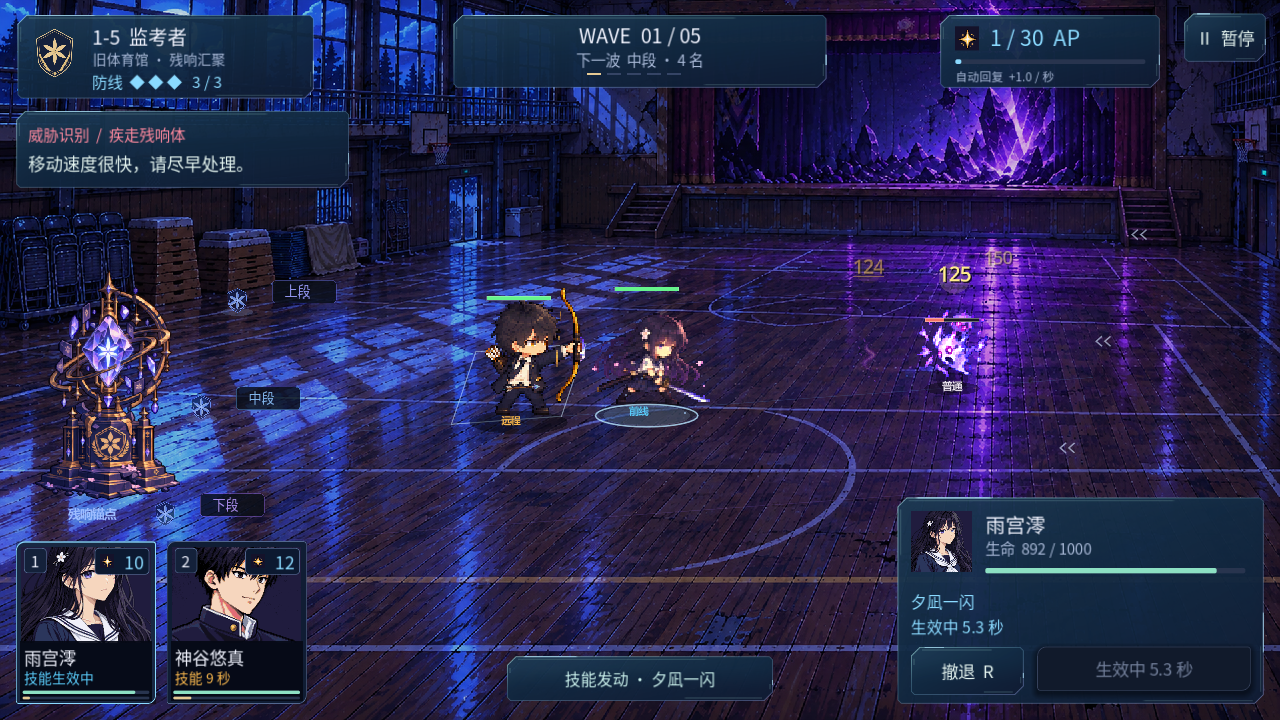 1-5 监考者
旧体育馆 · 残响汇聚
防线 ◆◆◆ 3 / 3
WAVE 01 / 05
下一波 中段 · 4 名
1 / 30 AP
自动回复 +1.0 / 秒
II 暂停
威胁识别 / 疾走残响体
移动速度很快，请尽早处理。
上段
中段
下段
残响锚点
远程
前线
124
125
150
普通
1
10
雨宫澪
技能生效中
2
12
神谷悠真
技能 9 秒
技能发动 · 夕凪一闪
雨宫澪
生命 892 / 1000
夕凪一闪
生效中 5.3 秒
撤退 R
生效中 5.3 秒